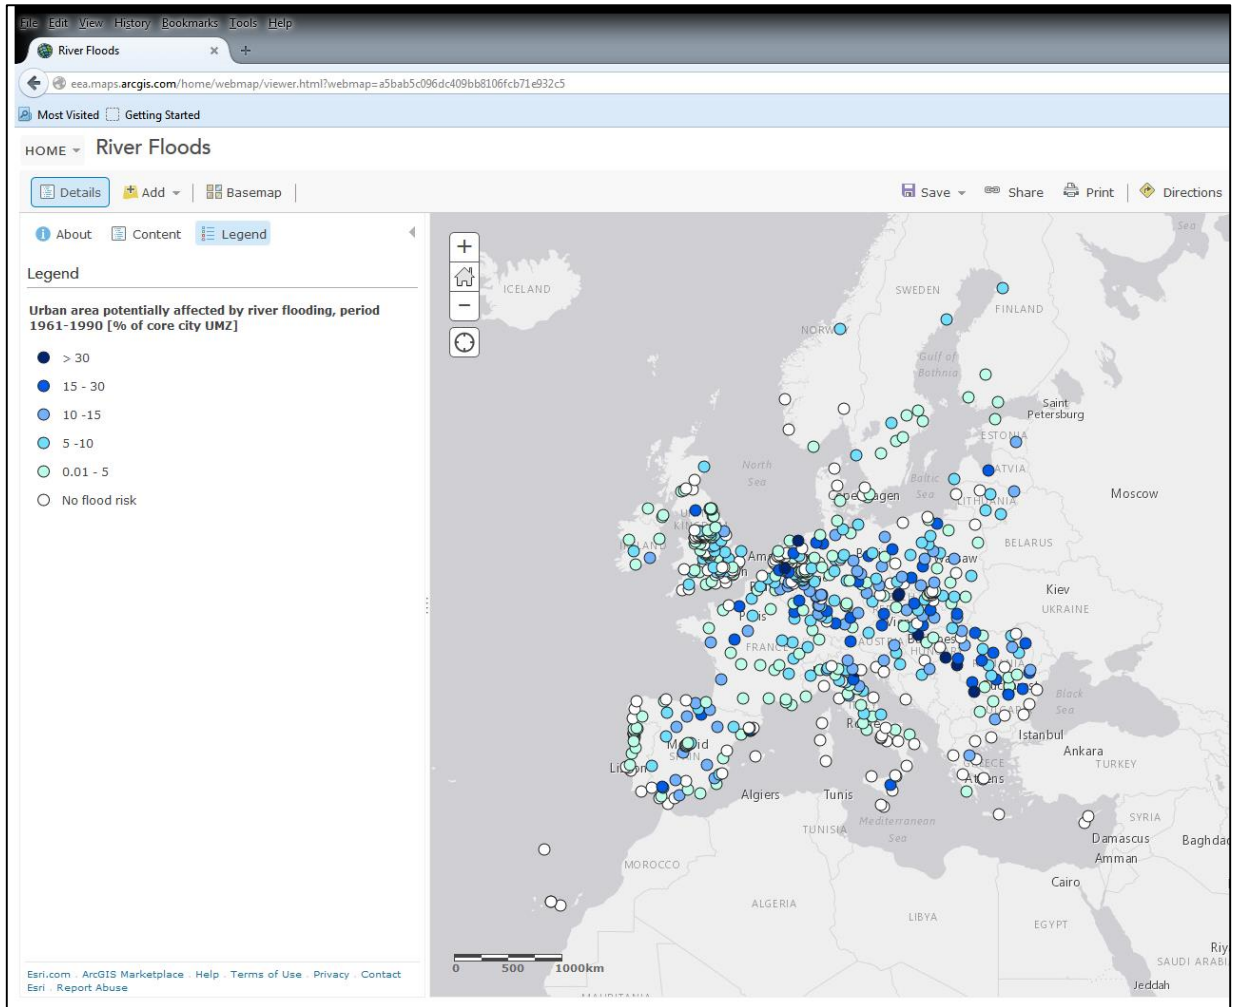 File Edit View History Bookmarks Tools Help
River Floods × +
eea.maps.arcgis.com/home/webmap/viewer.html?webmap=a5bab5c096dc409bb8106fcb71e932c5
Most Visited Getting Started
HOME River Floods
Details Add Basemap Save Share Print Directions
About Content Legend
Legend
Urban area potentially affected by river flooding, period
1961-1990 [% of core city UMZ]
> 30
15 - 30
10 -15
5 -10
0.01 - 5
No flood risk
Esri.com . ArcGIS Marketplace . Help . Terms of Use . Privacy . Contact
Esri . Report Abuse
+
−
Sea
ICELAND
SWEDEN
FINLAND
Gulf of
Bothnia
Saint
Petersburg
ESTONIA
North
Sea
Baltic
Sea
LITHUANIA
Moscow
BELARUS
Kiev
UKRAINE
Paris
FRANCE
Black
Sea
Istanbul
Ankara
TURKEY
GREECE
Algiers
Tunis
TUNISIA
Mediterranean
Sea
SYRIA
Damascus
Baghdad
Amman
Cairo
MOROCCO
ALGERIA
LIBYA
EGYPT
Riy
SAUDI ARABI
Jeddah
0 500 1000km